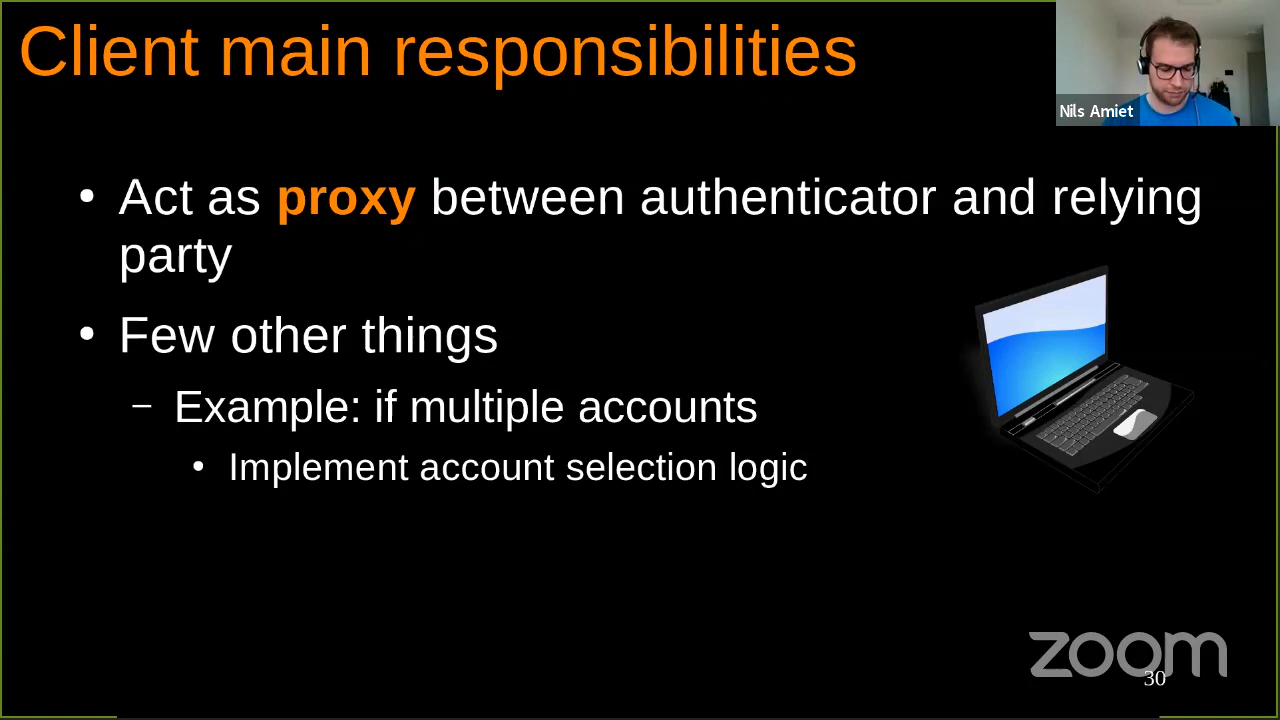 Client main responsibilities
Nils Amiet
• Act as proxy between authenticator and relying
party
• Few other things
– Example: if multiple accounts
• Implement account selection logic
zoom
30